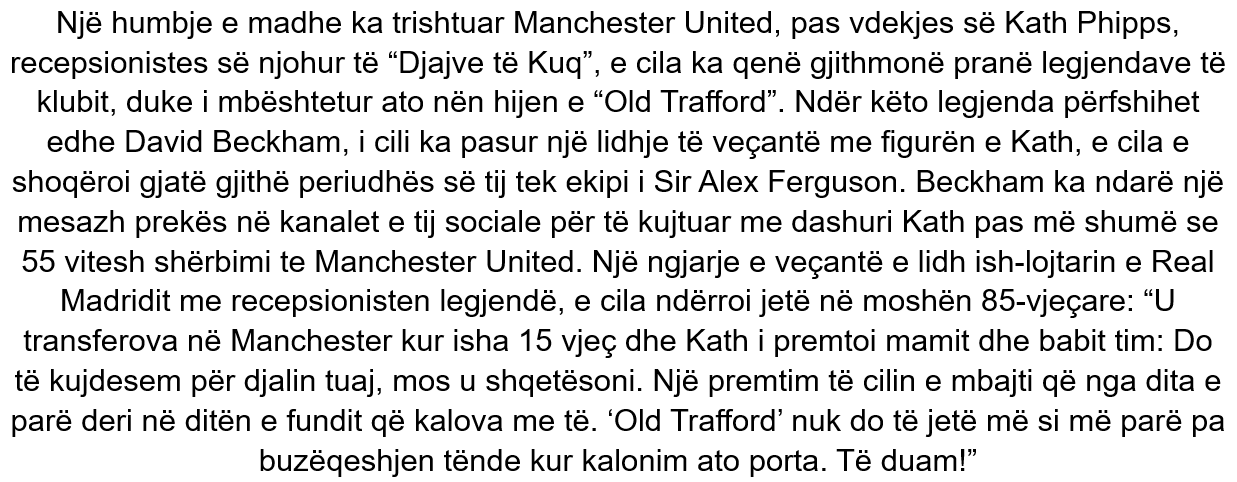 Një humbje e madhe ka trishtuar Manchester United, pas vdekjes së Kath Phipps,
recepsionistes së njohur të “Djajve të Kuq”, e cila ka qenë gjithmonë pranë legjendave të
klubit, duke i mbështetur ato nën hijen e “Old Trafford”. Ndër këto legjenda përfshihet
edhe David Beckham, i cili ka pasur një lidhje të veçantë me figurën e Kath, e cila e
shoqëroi gjatë gjithë periudhës së tij tek ekipi i Sir Alex Ferguson. Beckham ka ndarë një
mesazh prekës në kanalet e tij sociale për të kujtuar me dashuri Kath pas më shumë se
55 vitesh shërbimi te Manchester United. Një ngjarje e veçantë e lidh ish-lojtarin e Real
Madridit me recepsionisten legjendë, e cila ndërroi jetë në moshën 85-vjeçare: “U
transferova në Manchester kur isha 15 vjeç dhe Kath i premtoi mamit dhe babit tim: Do
të kujdesem për djalin tuaj, mos u shqetësoni. Një premtim të cilin e mbajti që nga dita e
parë deri në ditën e fundit që kalova me të. ‘Old Trafford’ nuk do të jetë më si më parë pa
buzëqeshjen tënde kur kalonim ato porta. Të duam!”